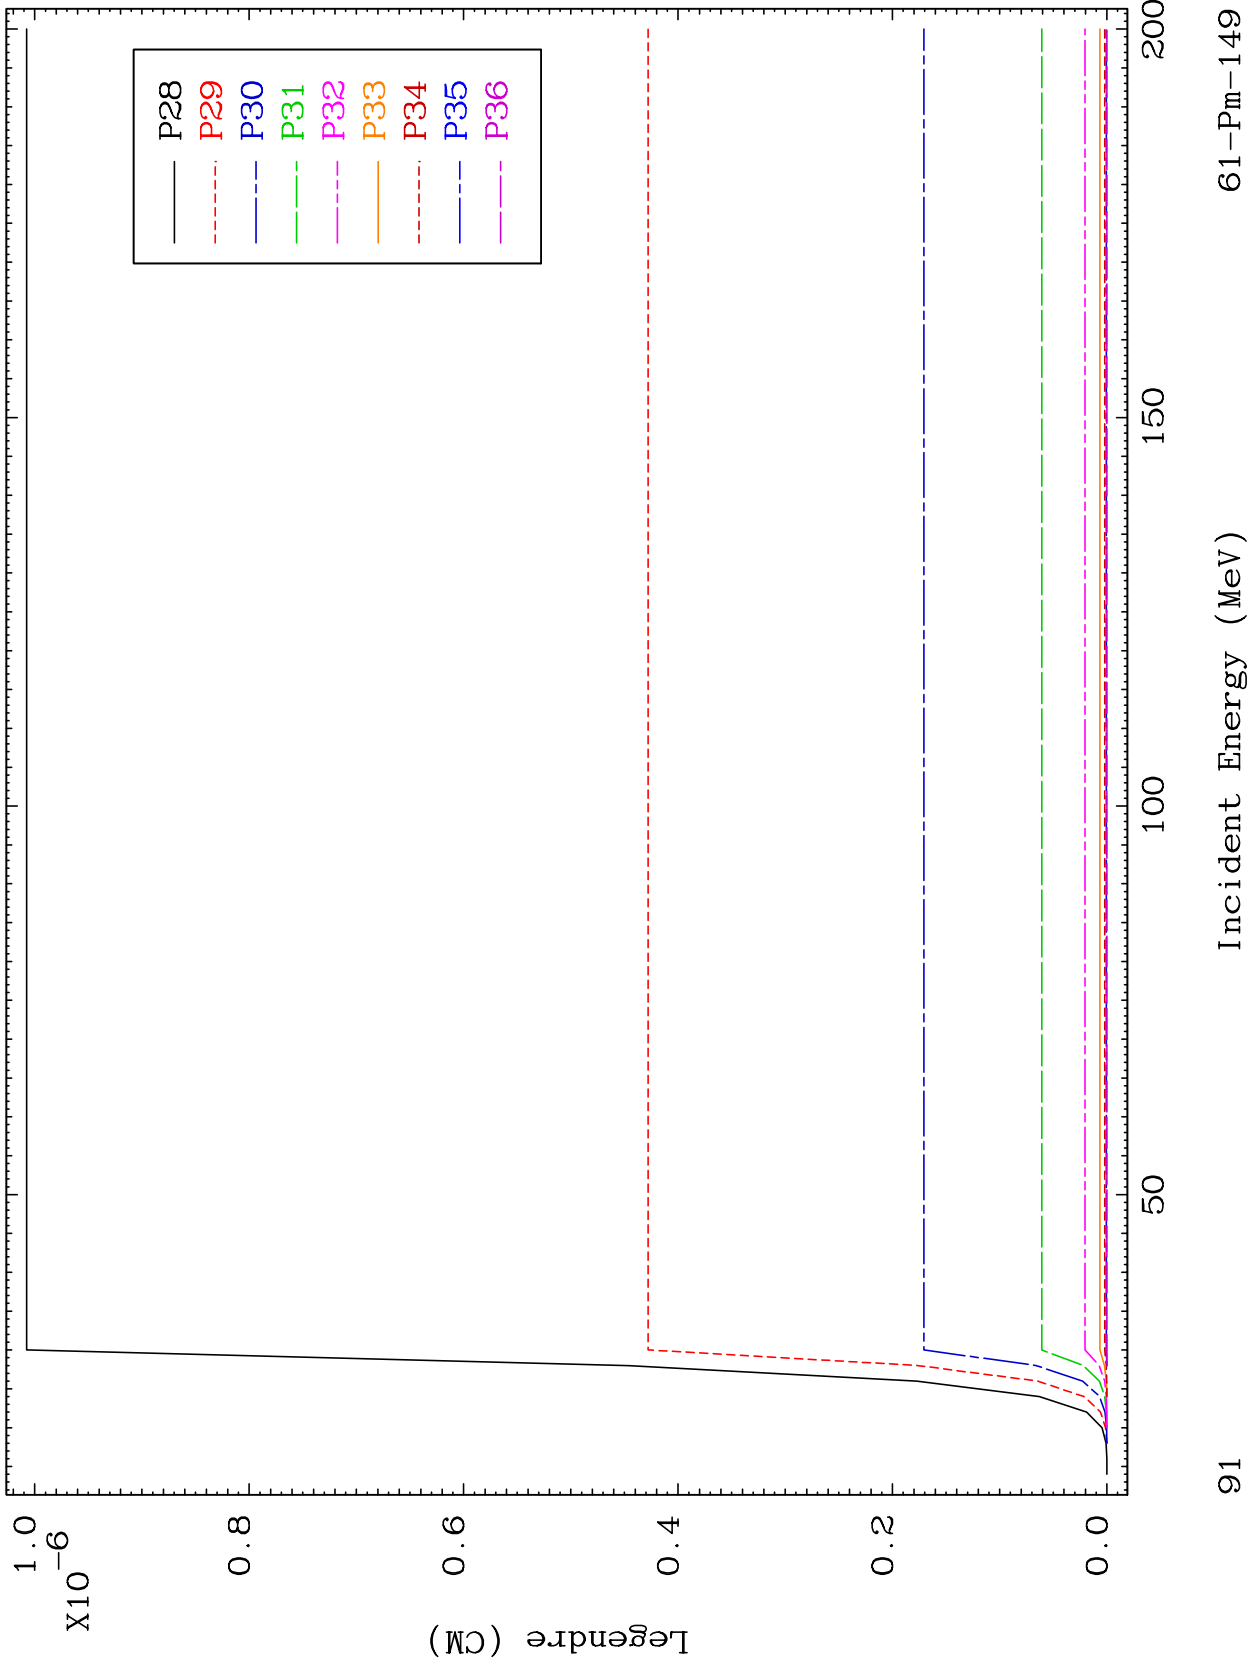 1.0
X10
-6
0.8
0.6
0.4
0.2
0.0
Legendre (CM)
P28
P29
P30
P31
P32
P33
P34
P35
P36
50
100
150
200
Incident Energy (MeV)
91
61-Pm-149